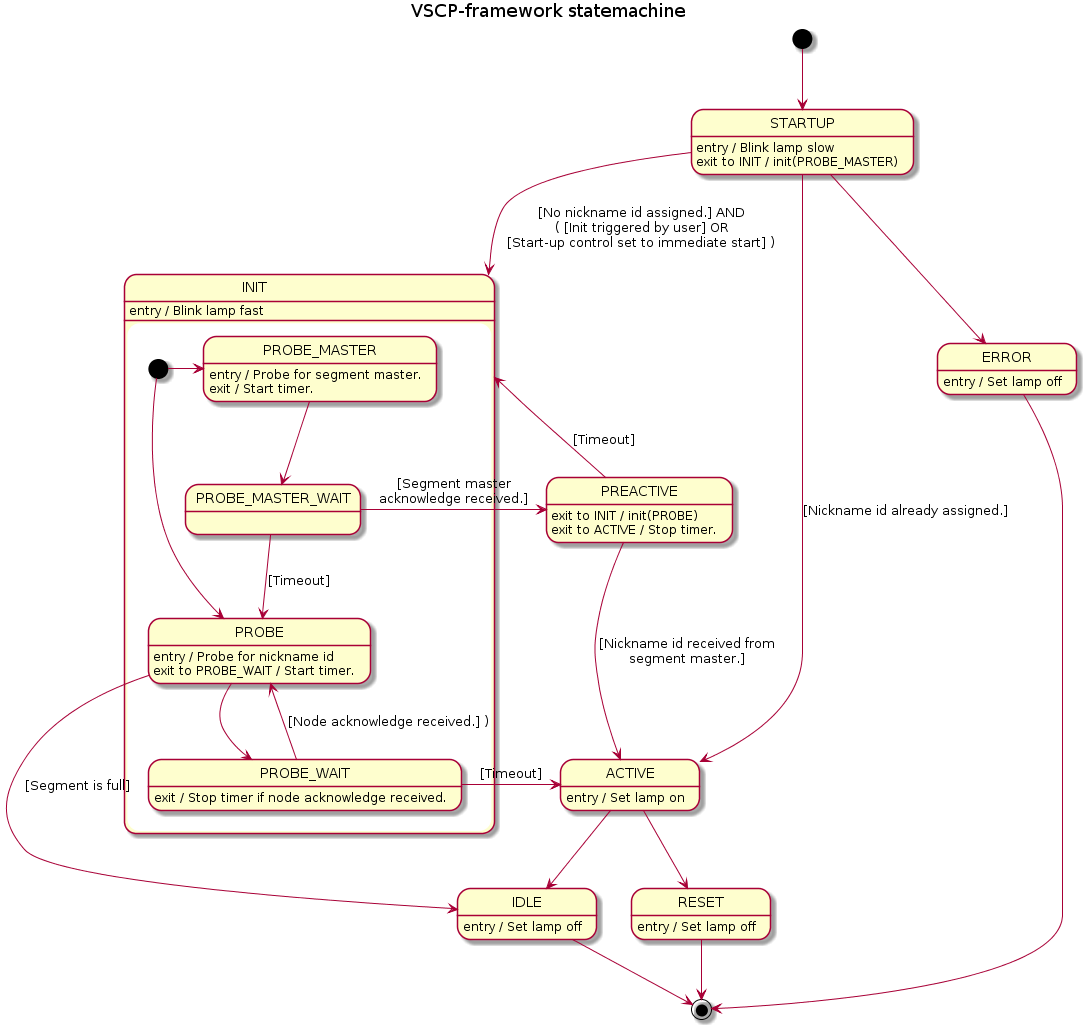 VSCP-framework statemachine
STARTUP
entry / Blink lamp slow
exit to INIT / init(PROBE_MASTER)
[No nickname id assigned.] AND
( [Init triggered by user] OR
[Start-up control set to immediate start] )
INIT
entry / Blink lamp fast
PROBE_MASTER
entry / Probe for segment master.
exit / Start timer.
ERROR
entry / Set lamp off
[Timeout]
PROBE_MASTER_WAIT
[Segment master
acknowledge received.]
PREACTIVE
exit to INIT / init(PROBE)
exit to ACTIVE / Stop timer.
[Nickname id already assigned.]
[Timeout]
PROBE
entry / Probe for nickname id
exit to PROBE_WAIT / Start timer.
[Nickname id received from
segment master.]
[Node acknowledge received.] )
[Segment is full]
PROBE_WAIT
exit / Stop timer if node acknowledge received.
[Timeout]
ACTIVE
entry / Set lamp on
IDLE
entry / Set lamp off
RESET
entry / Set lamp off